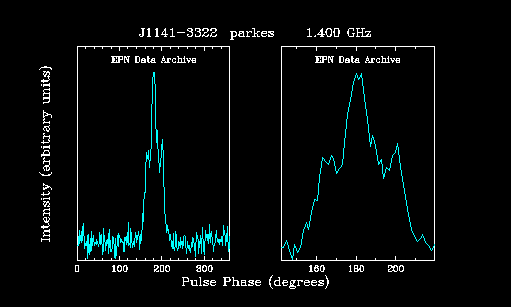 J1141-3322 parkes 1.400 GHz
EPN Data Archive EPN Data Archive
Intensity (arbitrary units)
0 100 200 300 160 180 200
Pulse Phase (degrees)